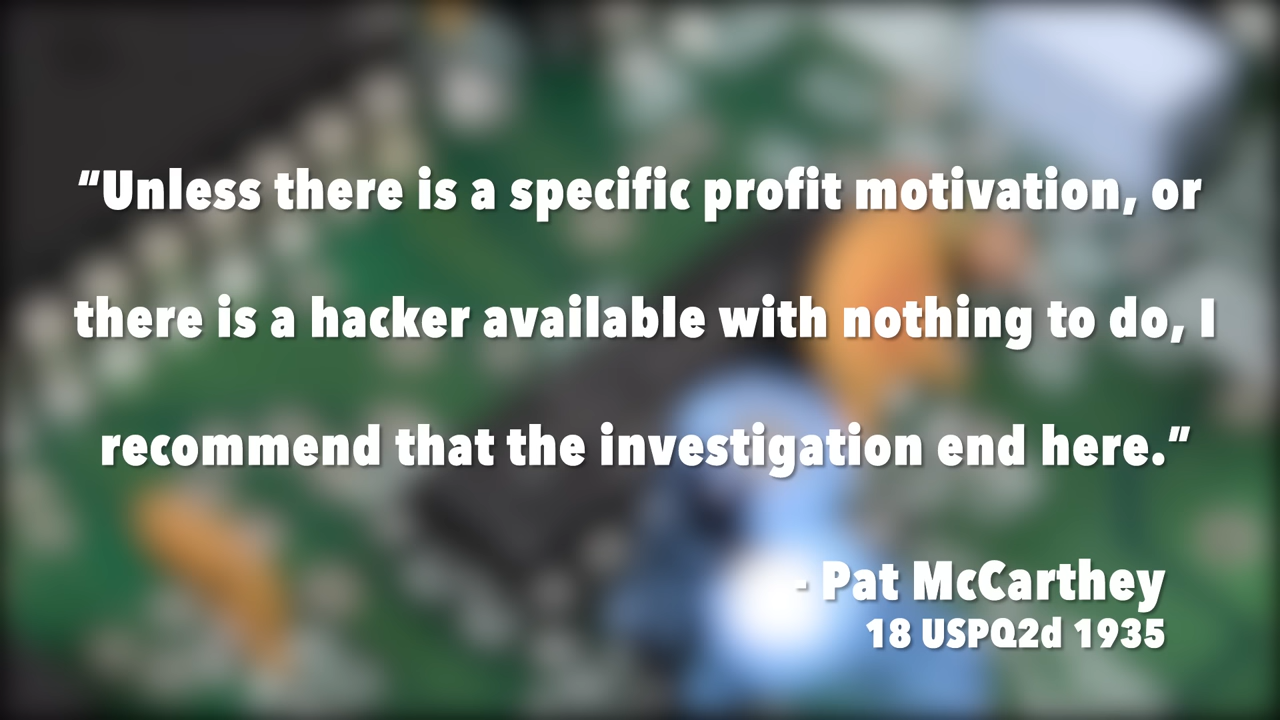 “Unless there is a specific profit motivation, or
there is a hacker available with nothing to do, I
recommend that the investigation end here.”
- Pat McCarthey
18 USPQ2d 1935